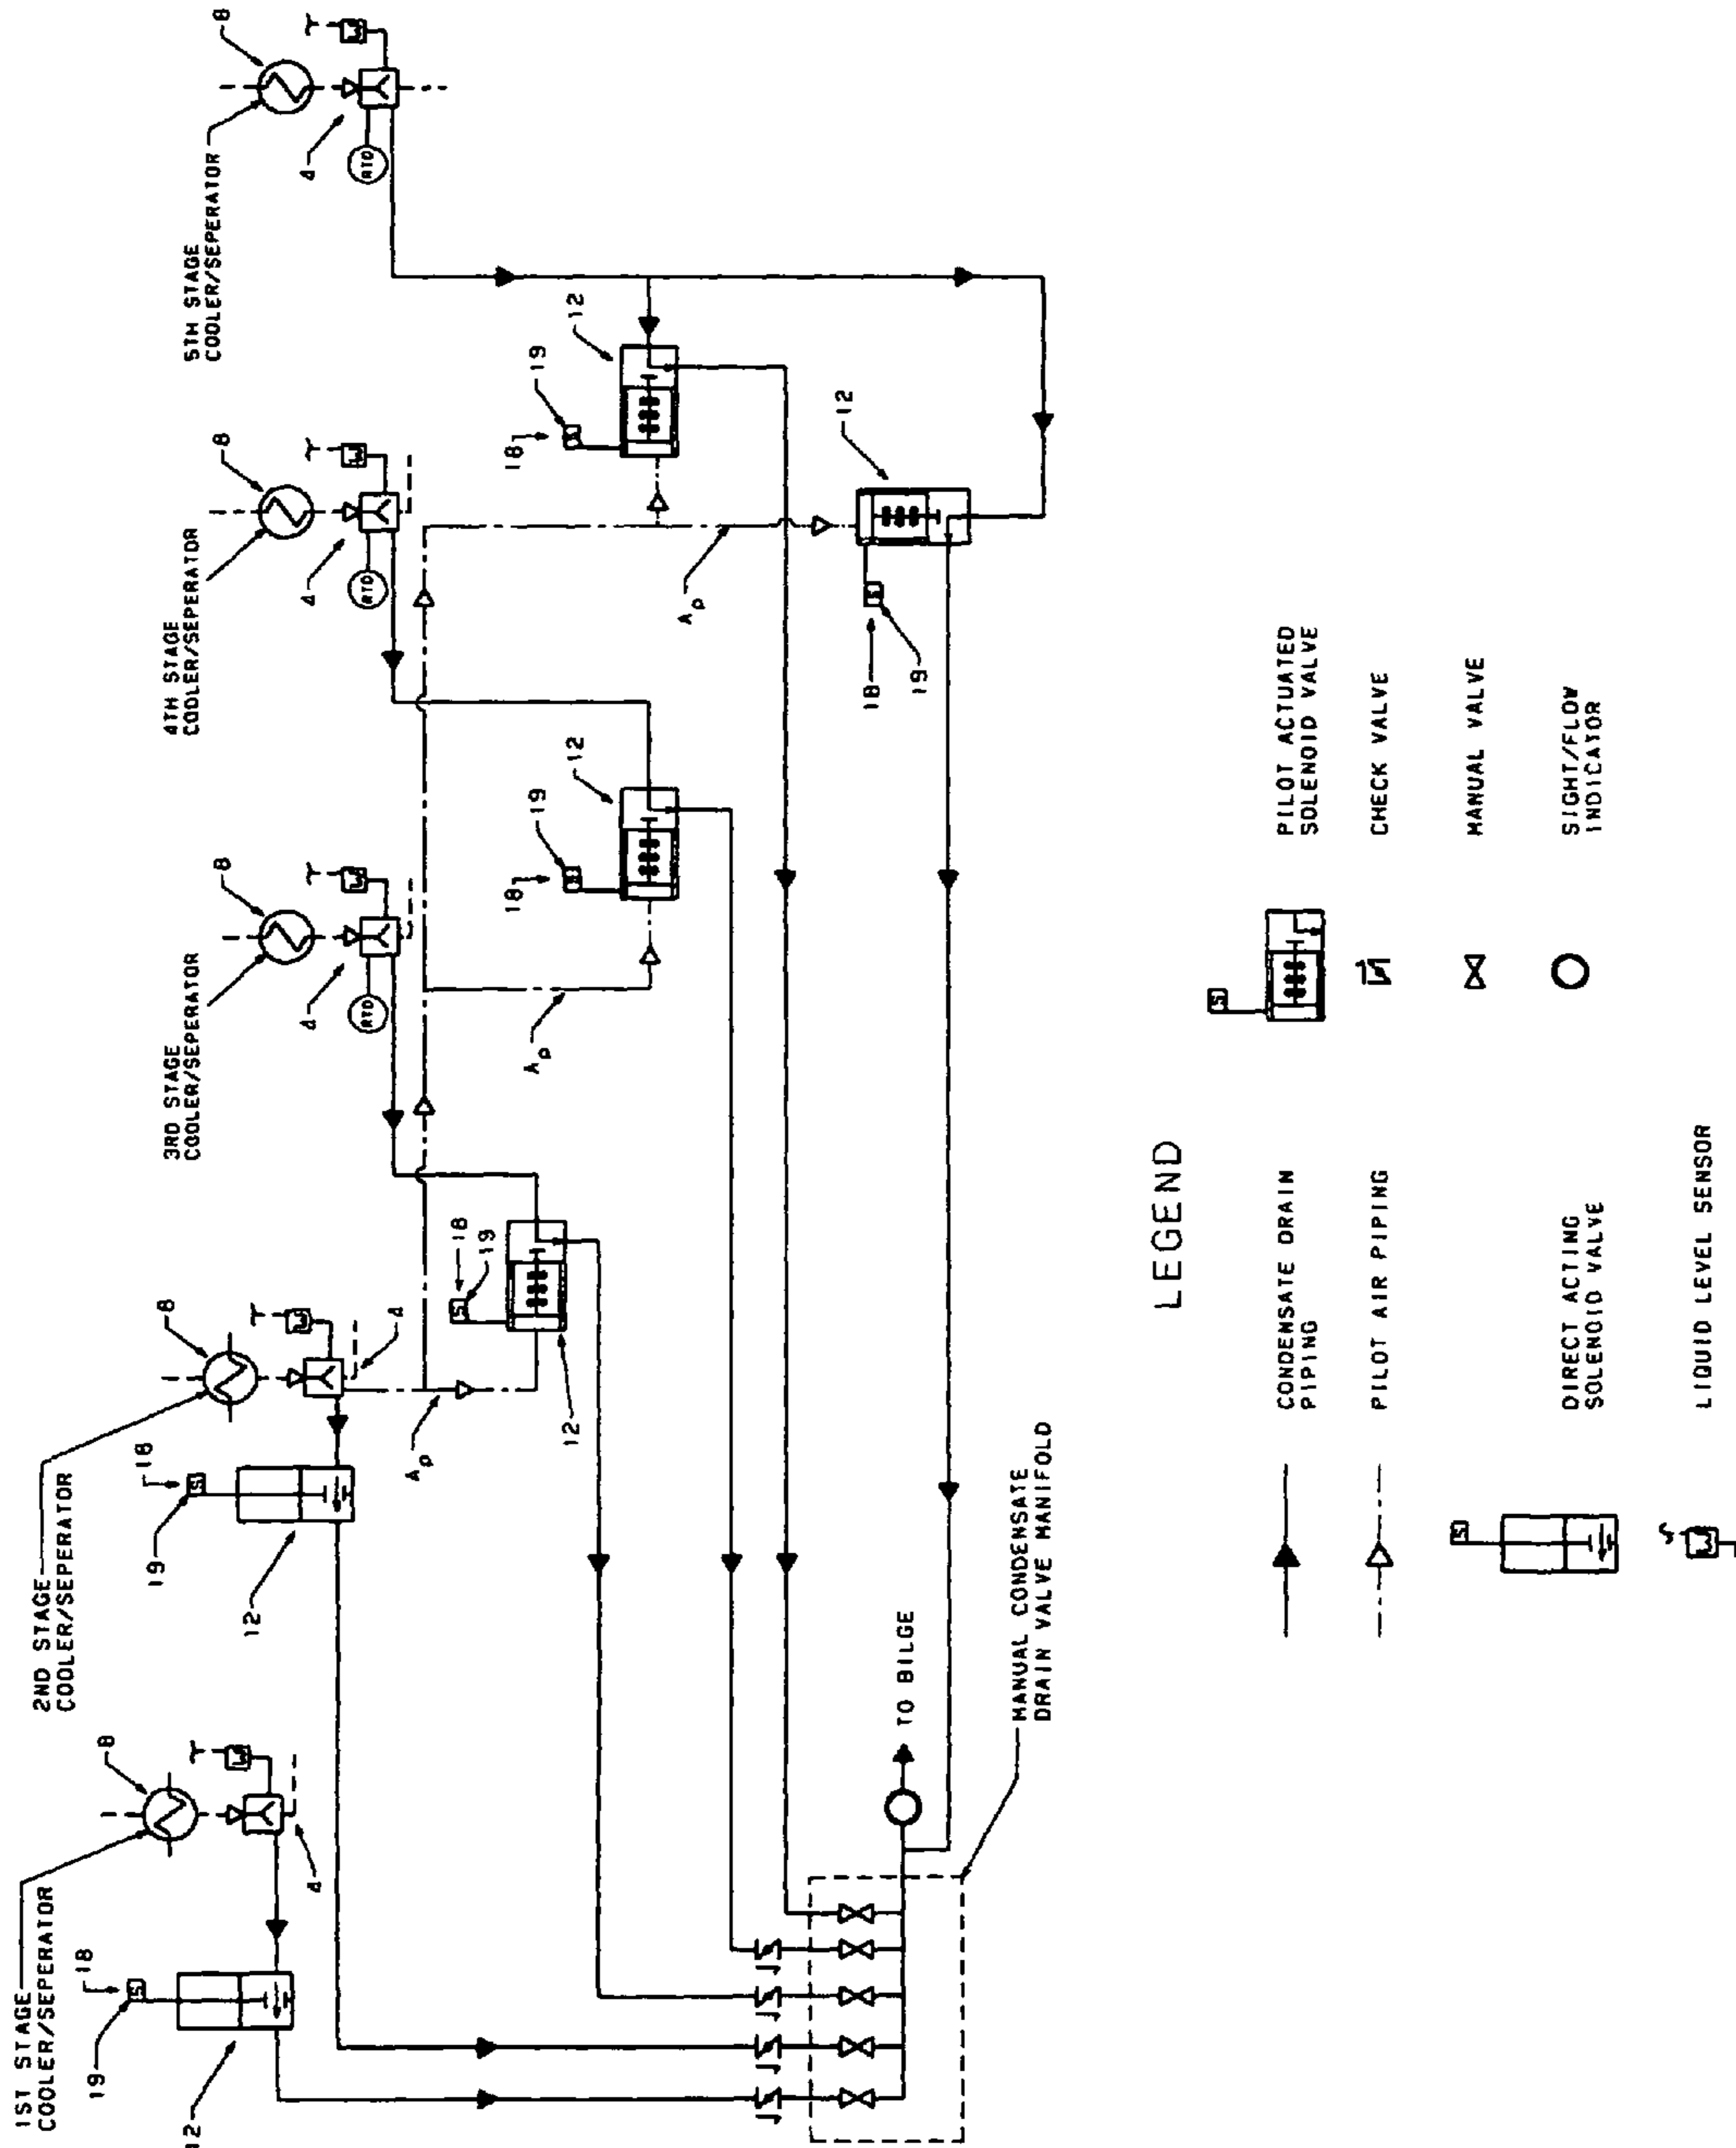 1ST STAGE
COOLER/SEPERATOR
8
18
19
12
4
2ND STAGE
COOLER/SEPERATOR
8
18
19
12
4
Ap
18
19
12
3RD STAGE
COOLER/SEPERATOR
8
4
RTD
Ap
18
19
12
4TH STAGE
COOLER/SEPERATOR
8
4
RTD
Ap
18
19
12
5TH STAGE
COOLER/SEPERATOR
8
4
RTD
18
19
12
TO BILGE
MANUAL CONDENSATE
DRAIN VALVE MANIFOLD
LEGEND
CONDENSATE DRAIN
PIPING
PILOT AIR PIPING
S
DIRECT ACTING
SOLENOID VALVE
LIQUID LEVEL SENSOR
S
PILOT ACTUATED
SOLENOID VALVE
CHECK VALVE
MANUAL VALVE
SIGHT/FLOW
INDICATOR